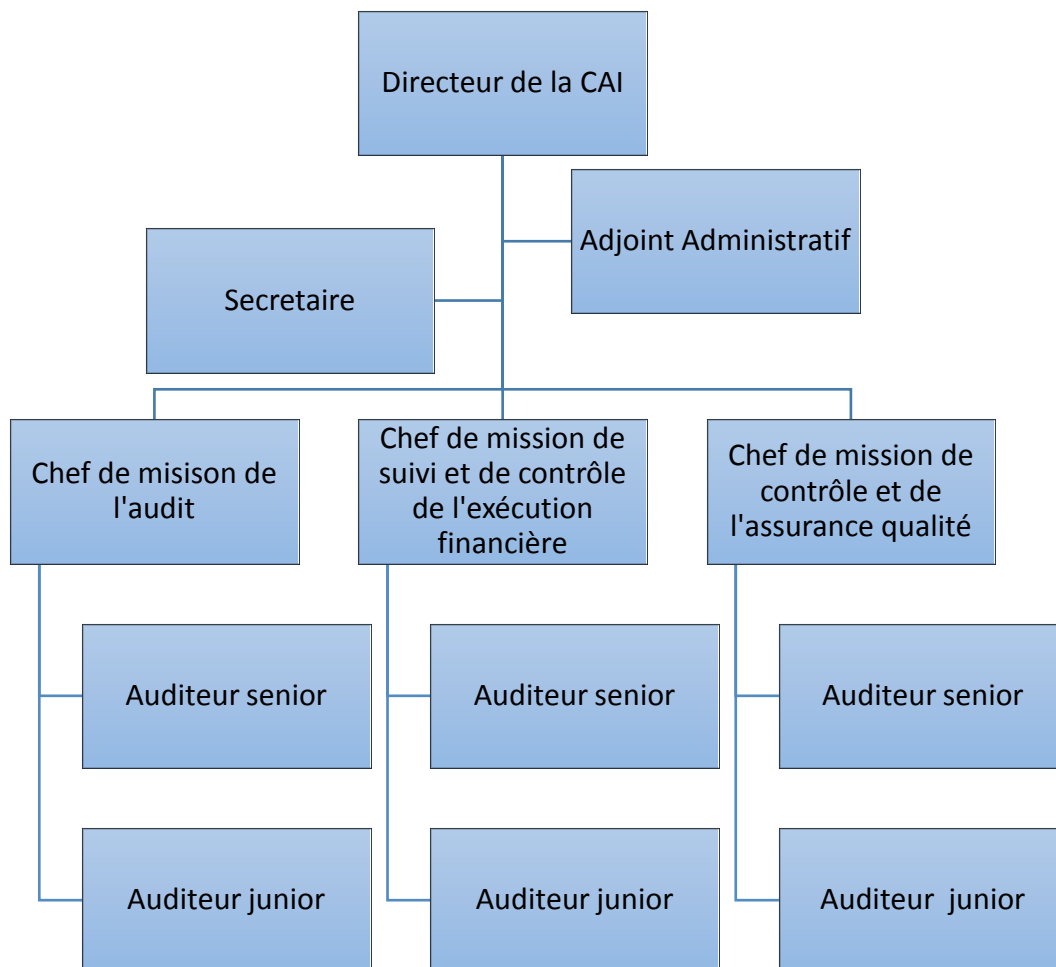 Directeur de la CAI
Adjoint Administratif
Secretaire
Chef de misison de
l'audit
Chef de mission de
suivi et de contrôle
de l'exécution
financière
Chef de mission de
contrôle et de
l'assurance qualité
Auditeur senior
Auditeur senior
Auditeur senior
Auditeur junior
Auditeur junior
Auditeur  junior